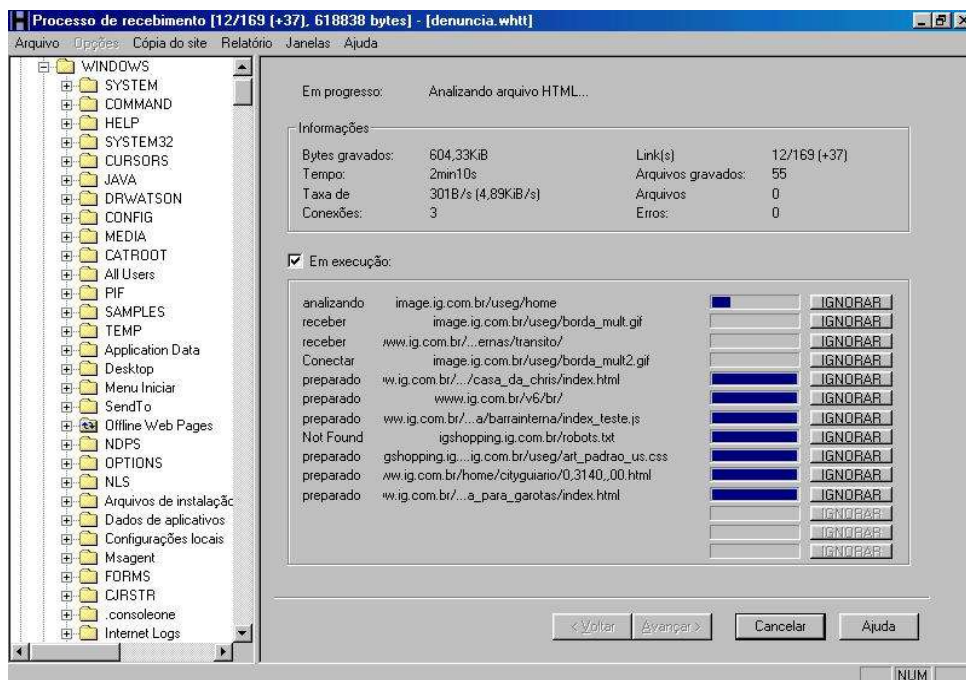 Processo de recebimento [12/169 (+37), 618838 bytes] - [denuncia.whtt]
Arquivo Opções Cópia do site Relatório Janelas Ajuda
WINDOWS
SYSTEM
COMMAND
HELP
SYSTEM32
CURSORS
JAVA
DRWATSON
CONFIG
MEDIA
CATROOT
All Users
PIF
SAMPLES
TEMP
Application Data
Desktop
Menu Iniciar
SendTo
Offline Web Pages
NDPS
OPTIONS
NLS
Arquivos de instalaçãc
Dados de aplicativos
Configurações locais
Msagent
FORMS
CJRSTR
.consoleone
Internet Logs
Em progresso: Analizando arquivo HTML...
Informações
Bytes gravados: 604,33KiB Link(s) 12/169 (+37)
Tempo: 2min10s Arquivos gravados: 55
Taxa de 301B/s (4,89KiB/s) Arquivos 0
Conexões: 3 Erros: 0
Em execução:
analizando image.ig.com.br/useg/home IGNORAR
receber image.ig.com.br/useg/borda_mult.gif IGNORAR
receber www.ig.com.br/...ernas/transito/ IGNORAR
Conectar image.ig.com.br/useg/borda_mult2.gif IGNORAR
preparado w.ig.com.br/.../casa_da_chris/index.html IGNORAR
preparado www.ig.com.br/v6/br/ IGNORAR
preparado ww.ig.com.br/...a/barrainterna/index_teste.js IGNORAR
Not Found igshopping.ig.com.br/robots.txt IGNORAR
preparado gshopping.ig....ig.com.br/useg/art_padrao_us.css IGNORAR
preparado w.ig.com.br/home/cityguiario/0,3140,,00.html IGNORAR
preparado w.ig.com.br/...a_para_garotas/index.html IGNORAR
IGNORAR
IGNORAR
IGNORAR
< Voltar Avançar > Cancelar Ajuda
NUM